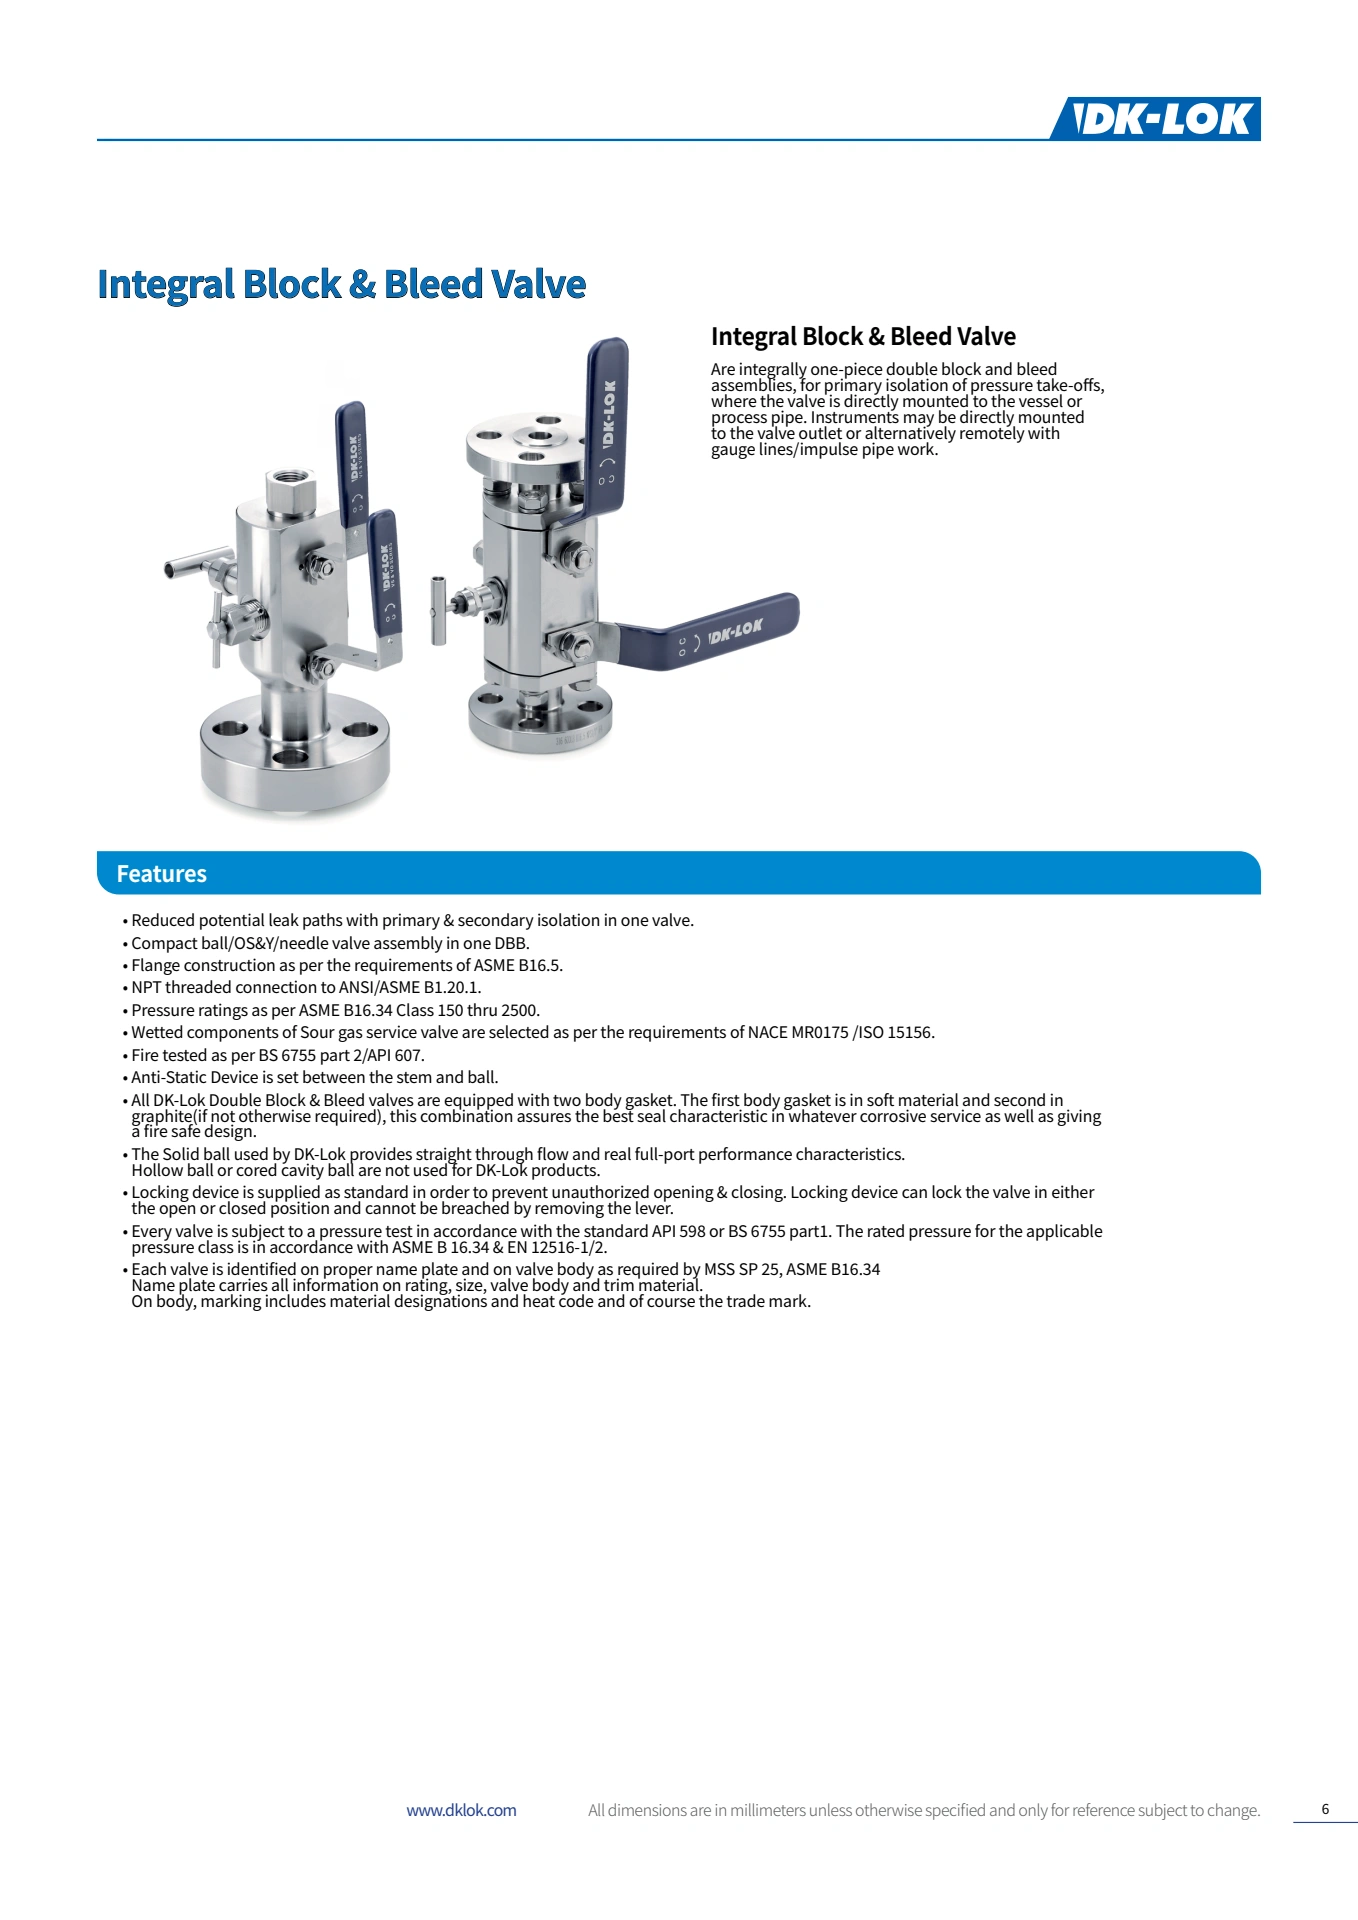 DK-LOK
Integral Block & Bleed Valve
Integral Block & Bleed Valve
Are integrally one-piece double block and bleed
assemblies, for primary isolation of pressure take-offs,
where the valve is directly mounted to the vessel or
process pipe. Instruments may be directly mounted
to the valve outlet or alternatively remotely with
gauge lines/impulse pipe work.
DK-LOK
DK-LOK
DK-LOK
DK-LOK
Features
• Reduced potential leak paths with primary & secondary isolation in one valve.
• Compact ball/OS&Y/needle valve assembly in one DBB.
• Flange construction as per the requirements of ASME B16.5.
• NPT threaded connection to ANSI/ASME B1.20.1.
• Pressure ratings as per ASME B16.34 Class 150 thru 2500.
• Wetted components of Sour gas service valve are selected as per the requirements of NACE MR0175 /ISO 15156.
• Fire tested as per BS 6755 part 2/API 607.
• Anti-Static Device is set between the stem and ball.
• All DK-Lok Double Block & Bleed valves are equipped with two body gasket. The first body gasket is in soft material and second in
graphite(if not otherwise required), this combination assures the best seal characteristic in whatever corrosive service as well as giving
a fire safe design.
• The Solid ball used by DK-Lok provides straight through flow and real full-port performance characteristics.
Hollow ball or cored cavity ball are not used for DK-Lok products.
• Locking device is supplied as standard in order to prevent unauthorized opening & closing. Locking device can lock the valve in either
the open or closed position and cannot be breached by removing the lever.
• Every valve is subject to a pressure test in accordance with the standard API 598 or BS 6755 part1. The rated pressure for the applicable
pressure class is in accordance with ASME B 16.34 & EN 12516-1/2.
• Each valve is identified on proper name plate and on valve body as required by MSS SP 25, ASME B16.34
Name plate carries all information on rating, size, valve body and trim material.
On body, marking includes material designations and heat code and of course the trade mark.
www.dklok.com
All dimensions are in millimeters unless otherwise specified and only for reference subject to change.
6